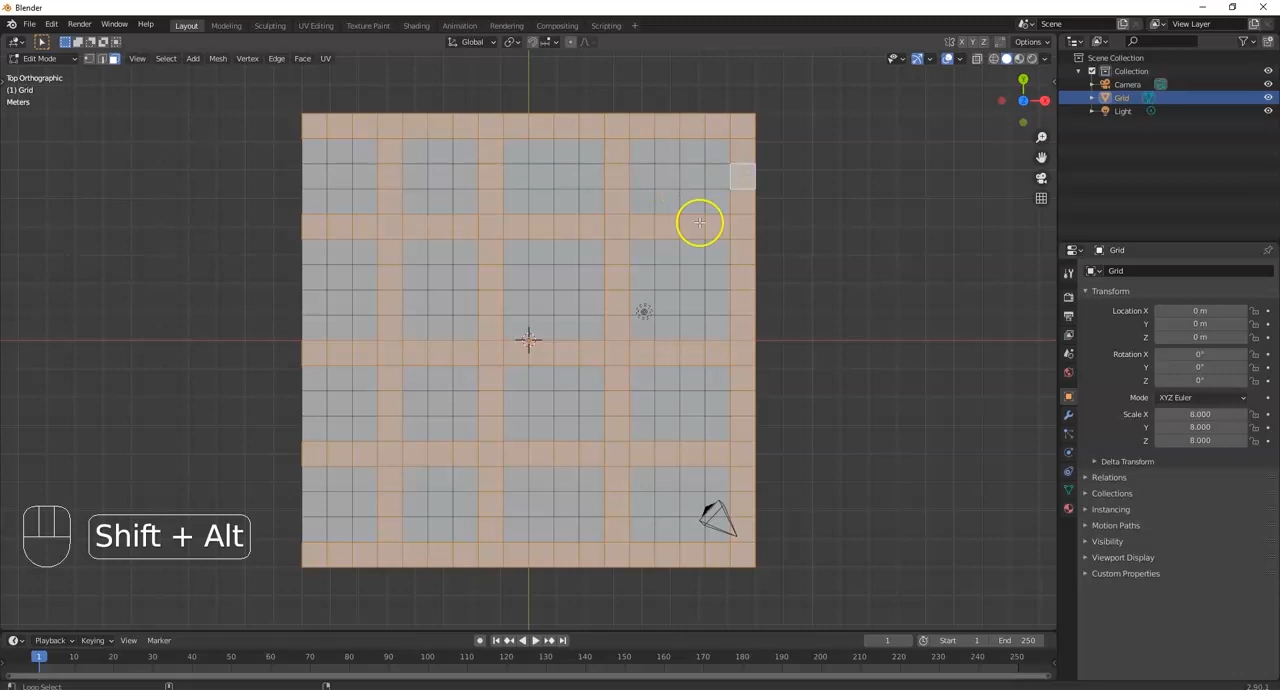 Blender
File Edit Render Window Help Layout Modeling Sculpting UV Editing Texture Paint Shading Animation Rendering Compositing Scripting + Scene View Layer
Global X Y Z Options
Edit Mode View Select Add Mesh Vertex Edge Face UV
Top Orthographic
(1) Grid
Meters
Scene Collection
Collection
Camera
Grid
Light
Y
Z X
Grid
Grid
Transform
Location X 0 m
Y 0 m
Z 0 m
Rotation X 0°
Y 0°
Z 0°
Mode XYZ Euler
Scale X 8.000
Y 8.000
Z 8.000
Delta Transform
Relations
Collections
Instancing
Motion Paths
Visibility
Viewport Display
Custom Properties
Shift + Alt
Playback Keying View Marker 1 Start 1 End 250
1 10 20 30 40 50 60 70 80 90 100 110 120 130 140 150 160 170 180 190 200 210 220 230 240 250
Loop Select 2.90.1